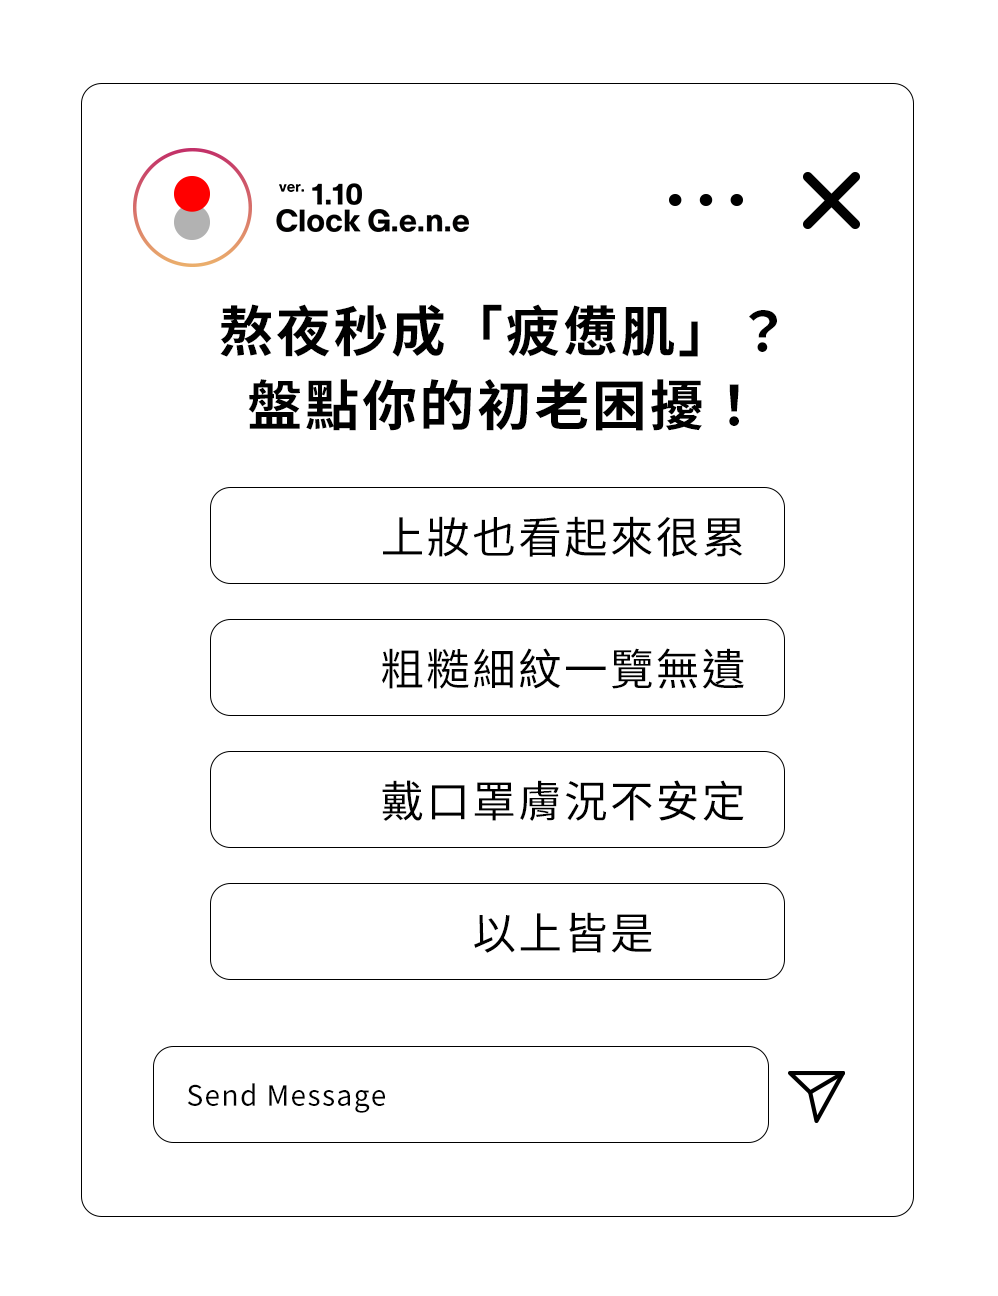 ver. 1.10
Clock G.e.n.e
熬夜秒成「疲憊肌」？
盤點你的初老困擾！
上妝也看起來很累
粗糙細紋一覽無遺
戴口罩膚況不安定
以上皆是
Send Message